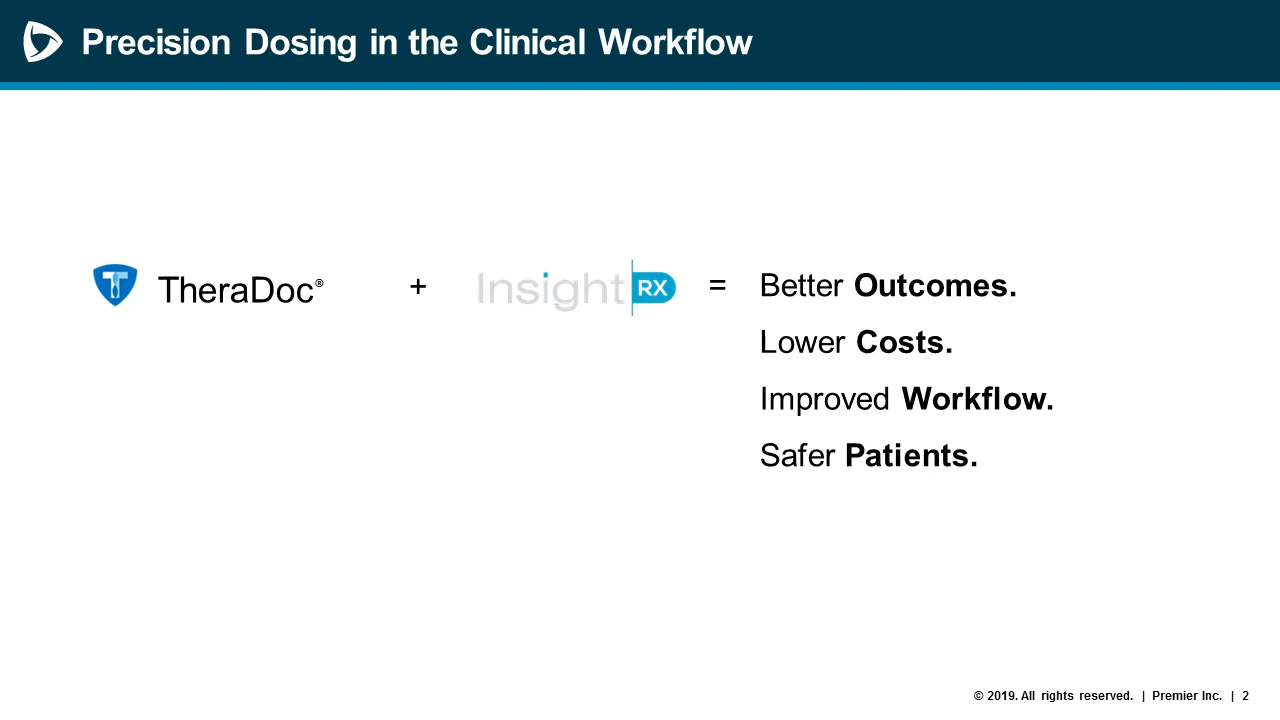 Precision Dosing in the Clinical Workflow
TheraDoc® + InsightRX = Better Outcomes.
Lower Costs.
Improved Workflow.
Safer Patients.
© 2019. All rights reserved. | Premier Inc. | 2